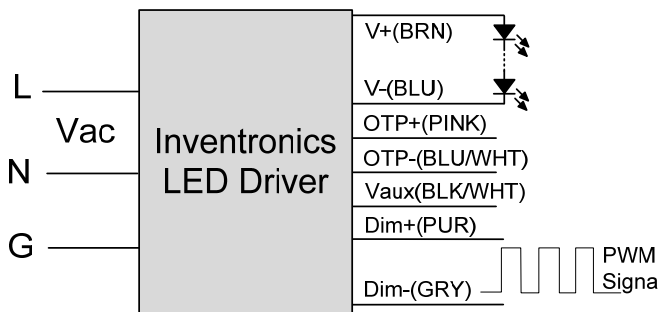 V+(BRN)
V-(BLU)
L
OTP+(PINK)
Vac
OTP-(BLU/WHT)
Inventronics
LED Driver
N
Vaux(BLK/WHT)
Dim+(PUR)
G
PWM
Signa
Dim-(GRY)